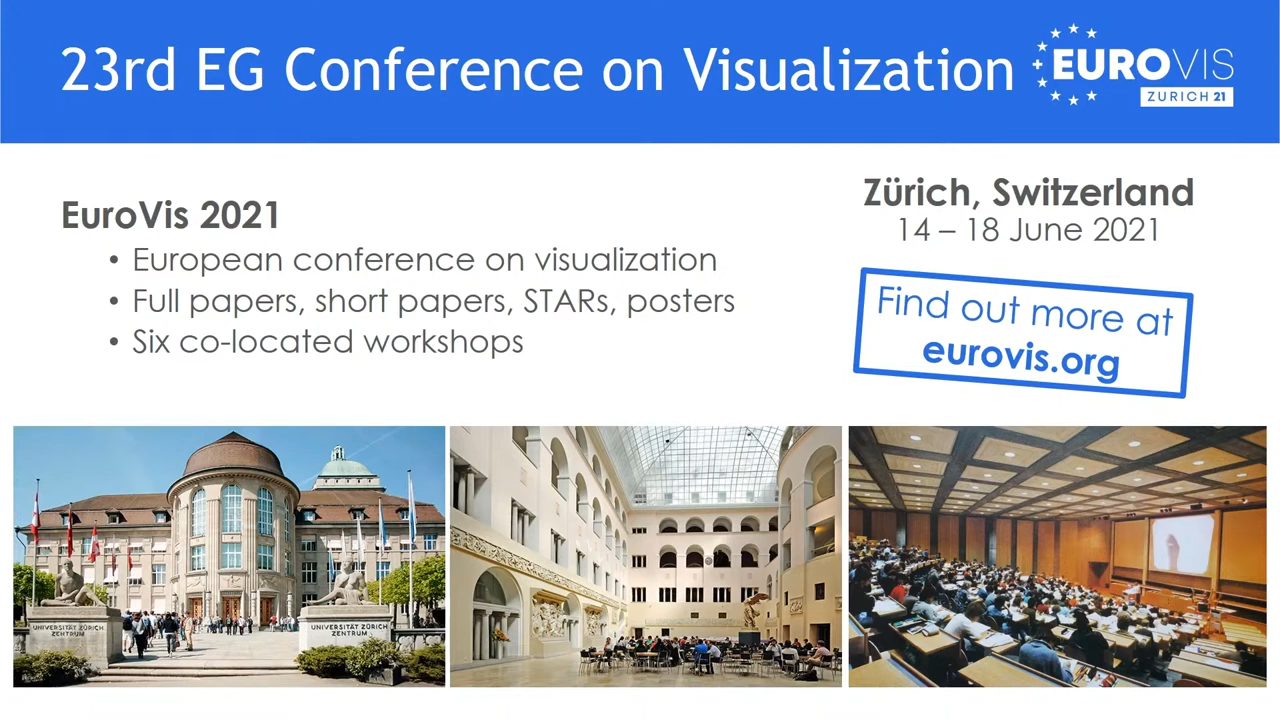 23rd EG Conference on Visualization
EUROVIS
ZURICH 21
EuroVis 2021
• European conference on visualization
• Full papers, short papers, STARs, posters
• Six co-located workshops
Zürich, Switzerland
14 – 18 June 2021
Find out more at
eurovis.org
UNIVERSITÄT ZÜRICH
ZENTRUM
UNIVERSITÄT ZÜRICH
ZENTRUM